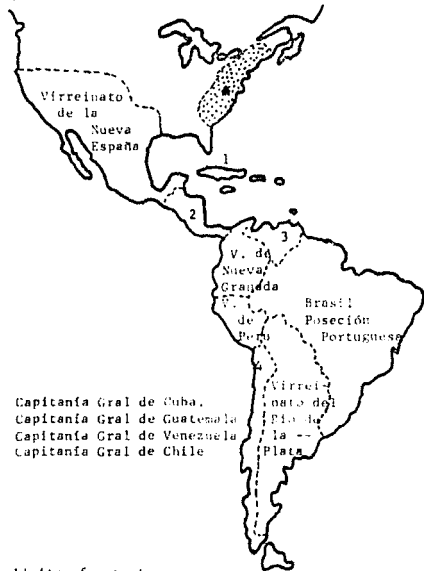 Virreinato
de la
Nueva
España
1
2
3
V. de
Nueva
Granada
V.
de
Perú
Brasil
Poseción
Portuguesa
Virrei-
nato del
Río de
la --
Plata
Capitanía Gral de Cuba.
Capitanía Gral de Guatemala
Capitanía Gral de Venezuela
Capitanía Gral de Chile